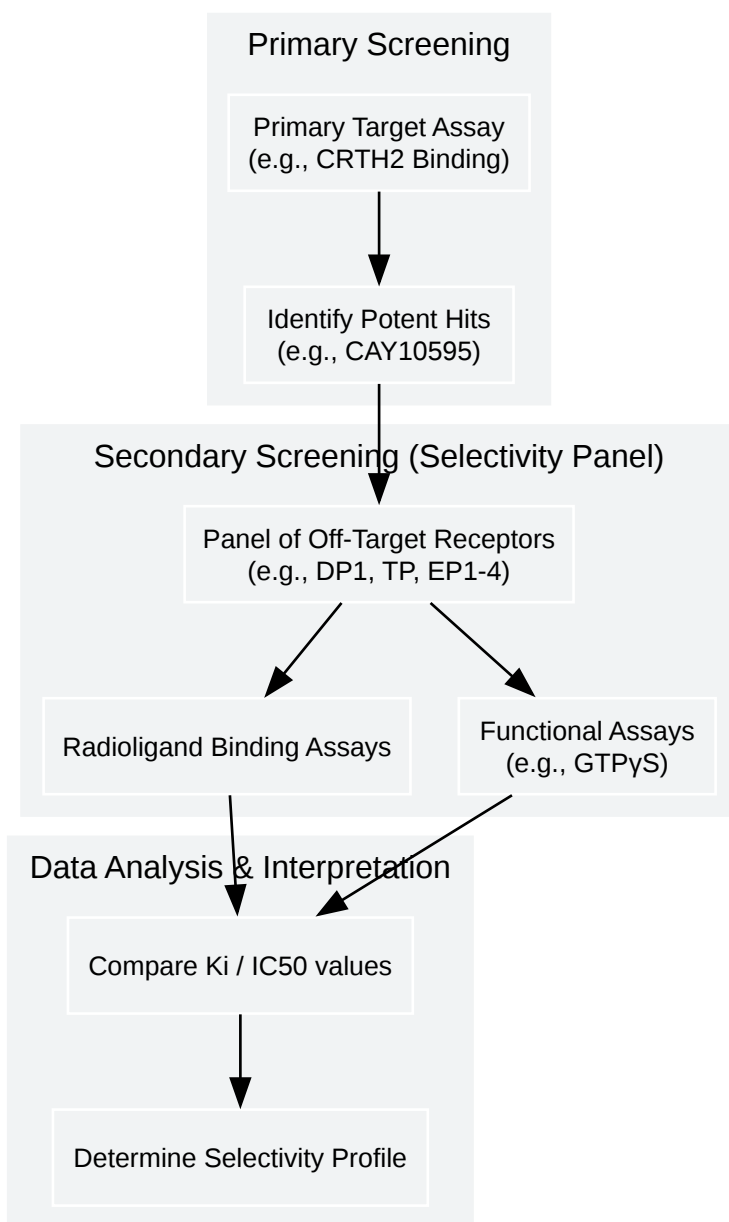 Primary Screening
Primary Target Assay
(e.g., CRTH2 Binding)
Identify Potent Hits
(e.g., CAY10595)
Secondary Screening (Selectivity Panel)
Panel of Off-Target Receptors
(e.g., DP1, TP, EP1-4)
Radioligand Binding Assays
Functional Assays
(e.g., GTPγS)
Data Analysis & Interpretation
Compare Ki / IC50 values
Determine Selectivity Profile